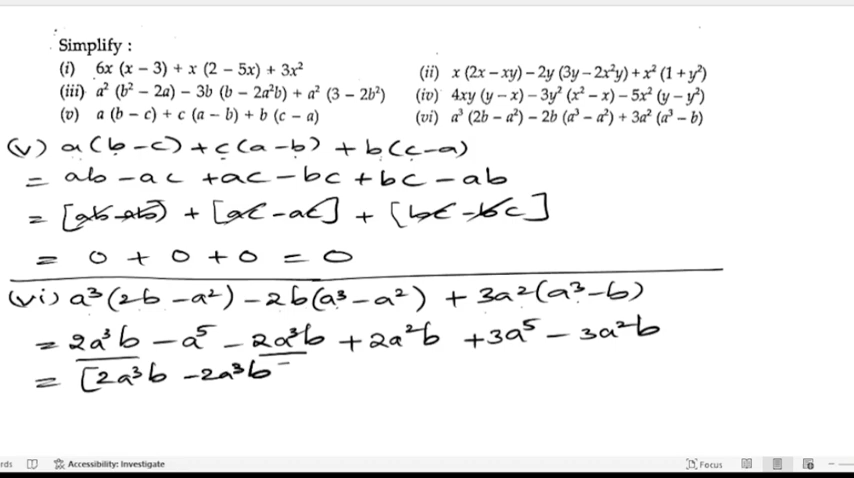 Simplify :
(i) 6x (x – 3) + x (2 – 5x) + 3x²
(ii) x (2x – xy) – 2y (3y – 2x²y) + x² (1 + y²)
(iii) a² (b² – 2a) – 3b (b – 2a²b) + a² (3 – 2b²)
(iv) 4xy (y – x) – 3y² (x² – x) – 5x² (y – y²)
(v) a (b – c) + c (a – b) + b (c – a)
(vi) a³ (2b – a²) – 2b (a³ – a²) + 3a² (a³ – b)
(v) a(b-c)+c(a-b) + b(c-a)
= ab - ac + ac - bc + bc - ab
= [ab-ab] + [ac-ac] + [bc-bc]
= 0 + 0 + 0 = 0
(vi) a³(2b-a²) - 2b(a³-a²) + 3a²(a³-b)
= 2a³b - a⁵ - 2a³b + 2a²b + 3a⁵ - 3a²b
= [2a³b - 2a³b
rds Accessibility: Investigate Focus